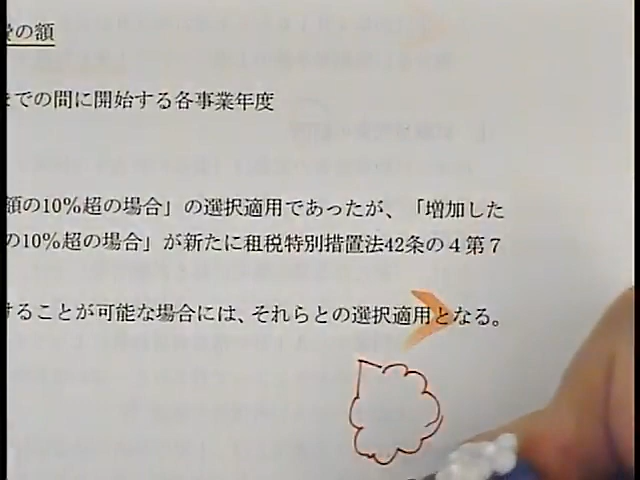 の額
までの間に開始する各事業年度
額の10%超の場合」の選択適用であったが、「増加した
の10%超の場合」が新たに租税特別措置法42条の４第７
することが可能な場合には、それらとの選択適用となる。